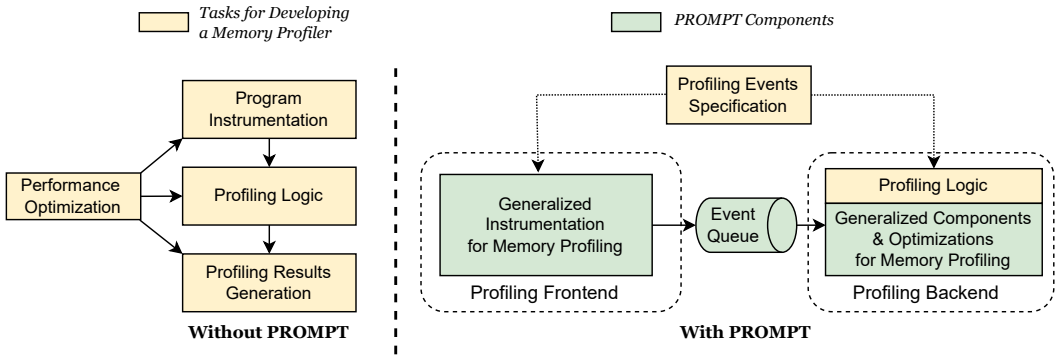 Tasks for Developing
a Memory Profiler
PROMPT Components
Program
Instrumentation
Performance
Optimization
Profiling Logic
Profiling Results
Generation
Without PROMPT
Profiling Events
Specification
Generalized
Instrumentation
for Memory Profiling
Profiling Frontend
Event
Queue
Profiling Logic
Generalized Components
& Optimizations
for Memory Profiling
Profiling Backend
With PROMPT